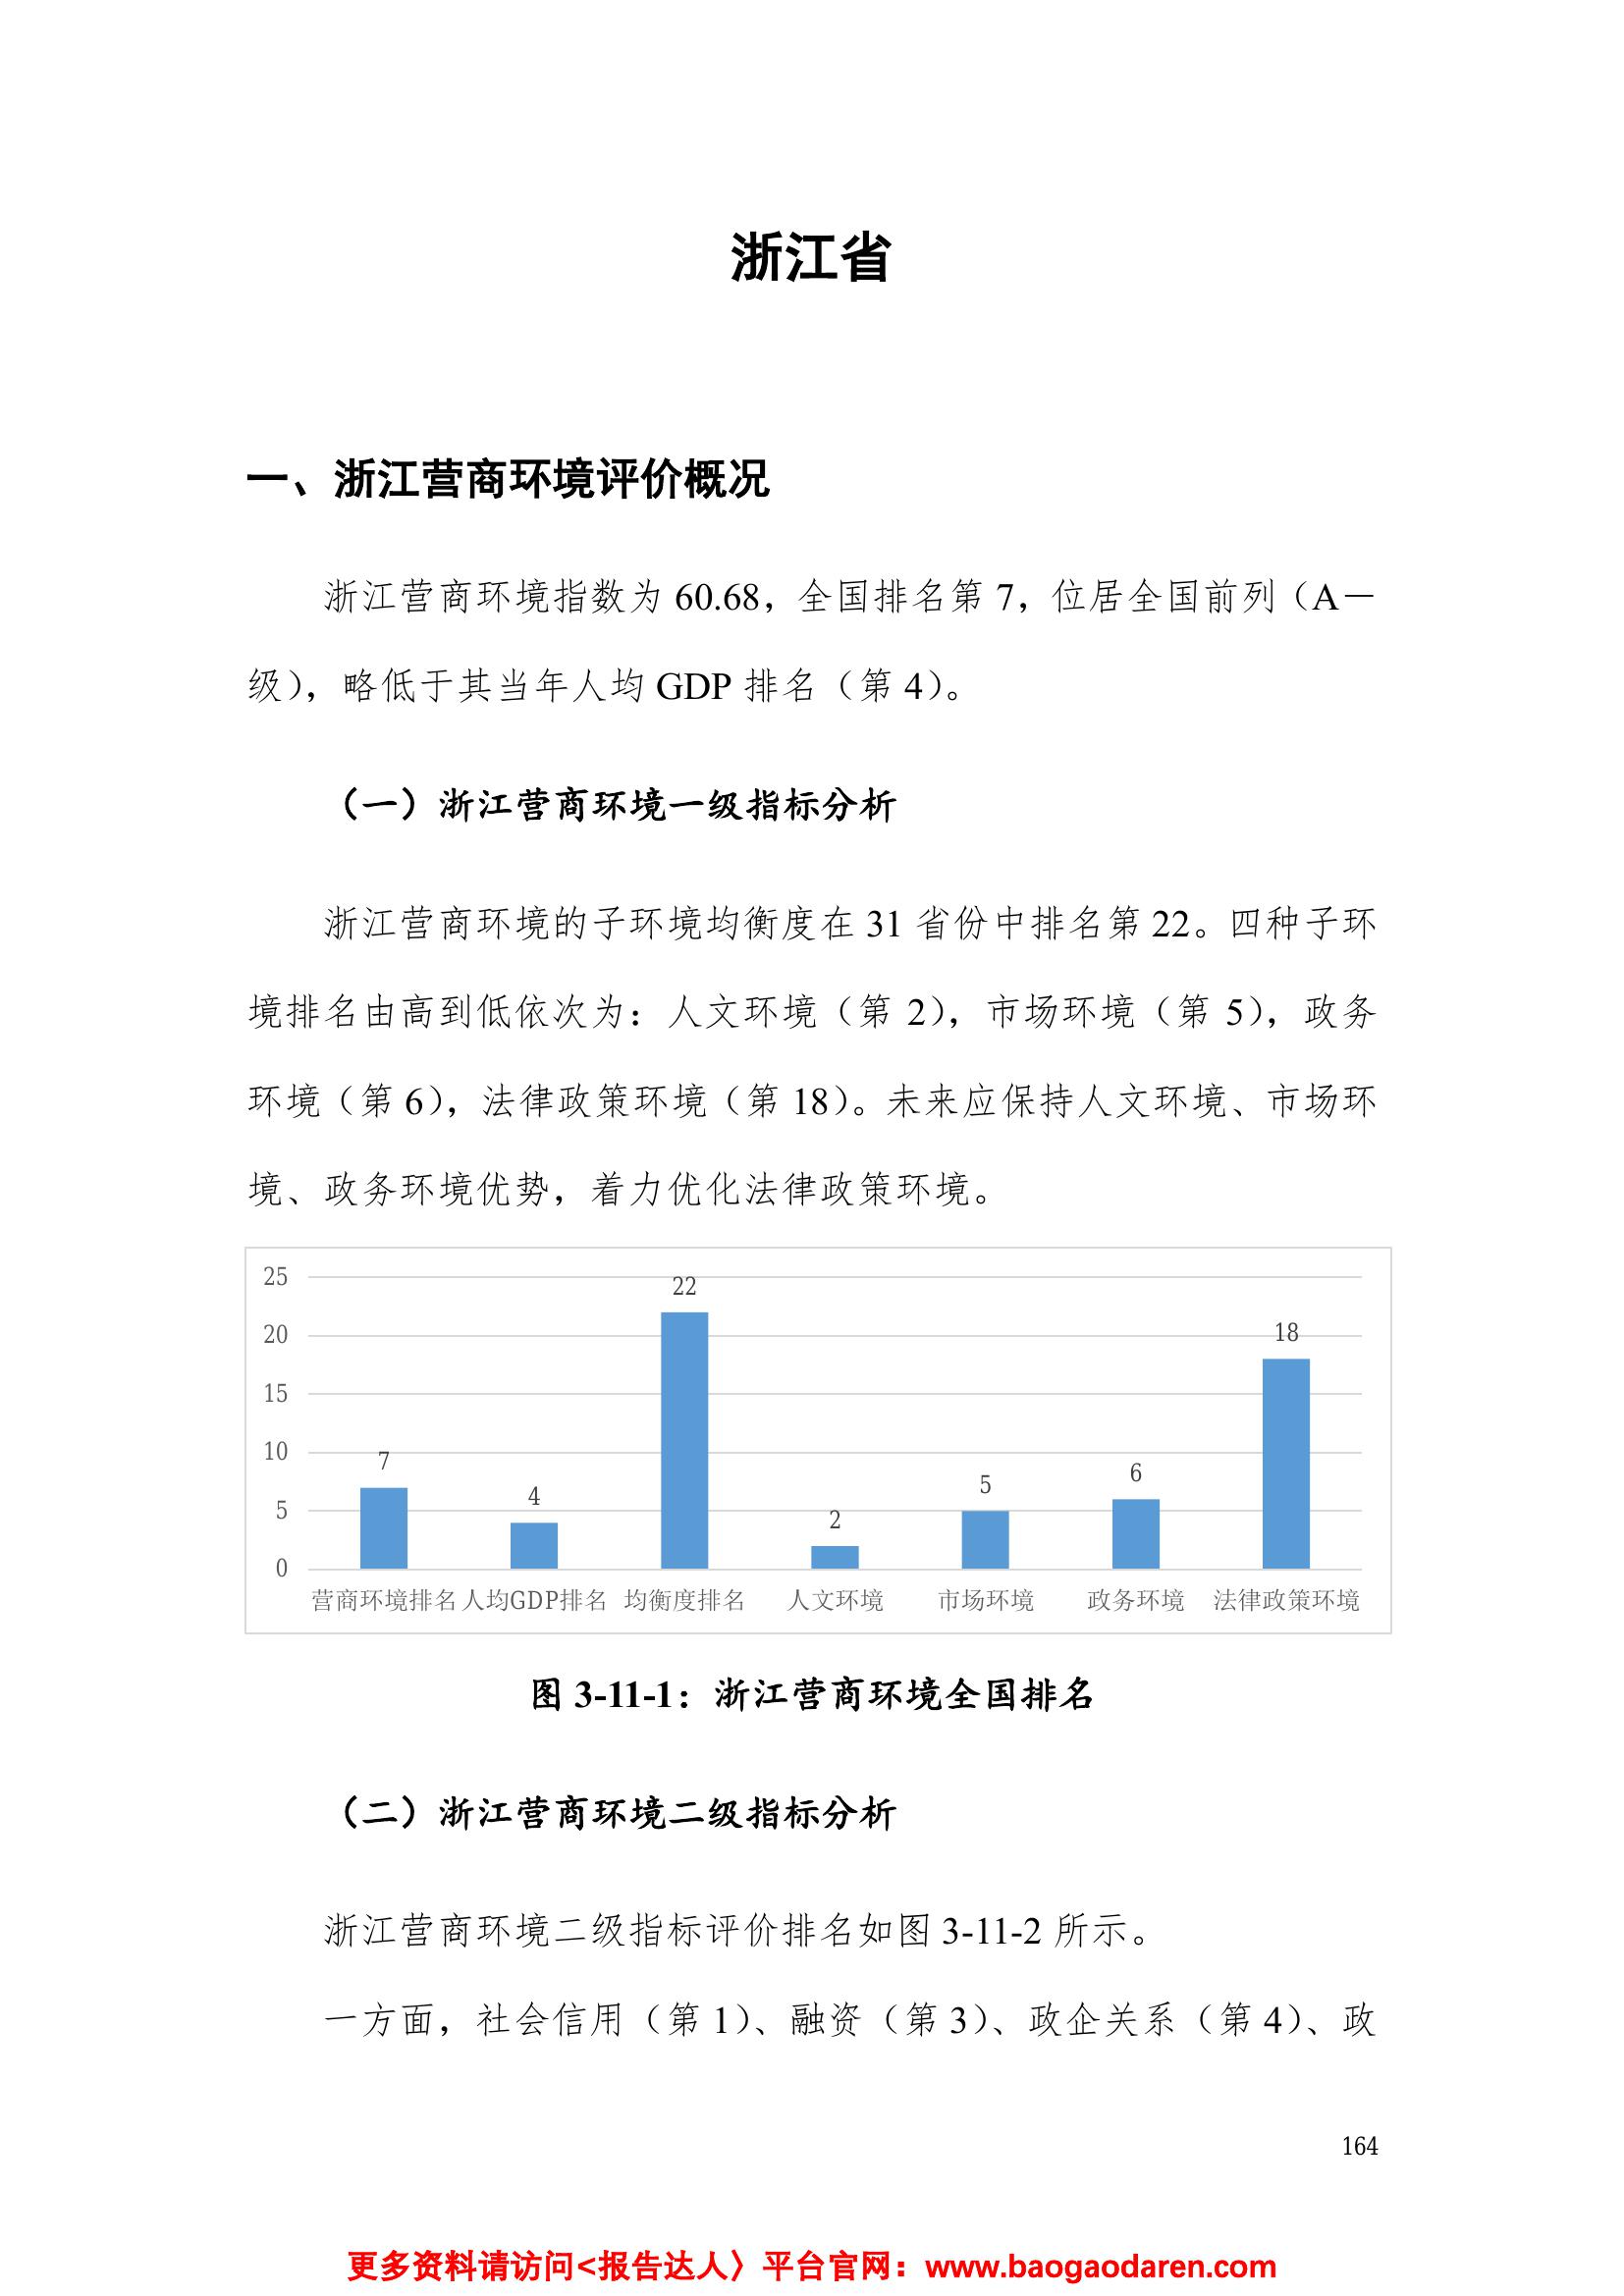 浙江省
一、浙江营商环境评价概况
浙江营商环境指数为 60.68，全国排名第 7，位居全国前列（A－
级），略低于其当年人均 GDP 排名（第 4）。
（一）浙江营商环境一级指标分析
浙江营商环境的子环境均衡度在 31 省份中排名第 22。四种子环
境排名由高到低依次为：人文环境（第 2），市场环境（第 5），政务
环境（第 6），法律政策环境（第 18）。未来应保持人文环境、市场环
境、政务环境优势，着力优化法律政策环境。
25
20
15
10
5
0
7
4
22
2
5
6
18
营商环境排名 人均GDP排名 均衡度排名 人文环境 市场环境 政务环境 法律政策环境
图 3-11-1：浙江营商环境全国排名
（二）浙江营商环境二级指标分析
浙江营商环境二级指标评价排名如图 3-11-2 所示。
一方面，社会信用（第 1）、融资（第 3）、政企关系（第 4）、政
164
更多资料请访问<报告达人〉平台官网：www.baogaodaren.com